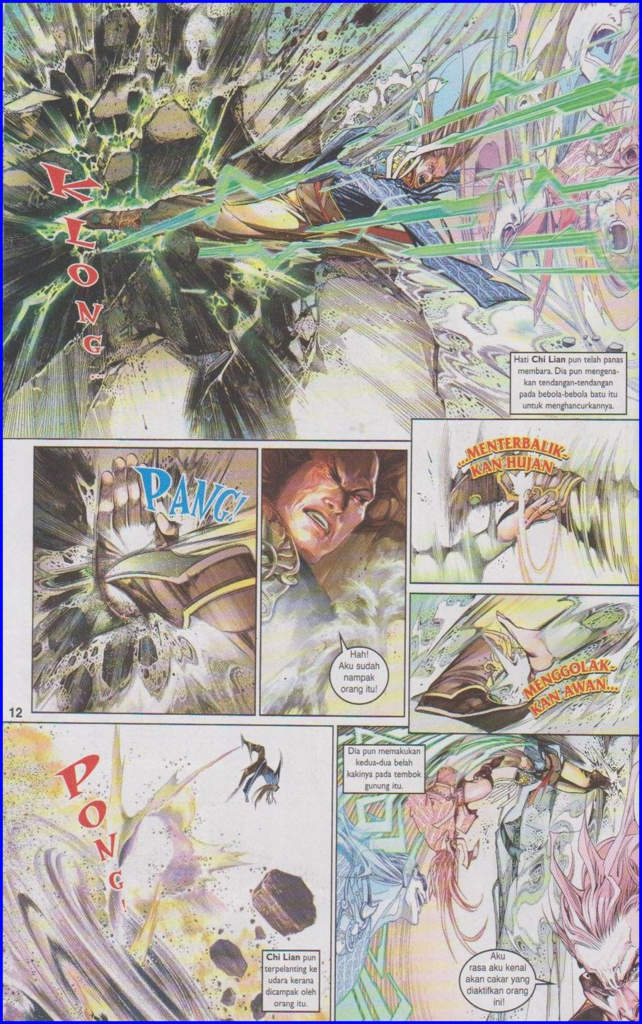 KLONG...
Hati Chi Lian pun telah panas
membara. Dia pun mengena-
kan tendangan-tendangan
pada bebola-bebola batu itu
untuk menghancurkannya.
PANG!
Hah!
Aku sudah
nampak
orang itu!
...MENTERBALIK-
KAN HUJAN
MENGGOLAK-
KAN AWAN...
12
PONG!
Chi Lian pun
terpelanting ke
udara kerana
dicampak oleh
orang itu.
Dia pun memakukan
kedua-dua belah
kakinya pada tembok
gunung itu.
Aku
rasa aku kenal
akan cakar yang
diaktifkan orang
ini!